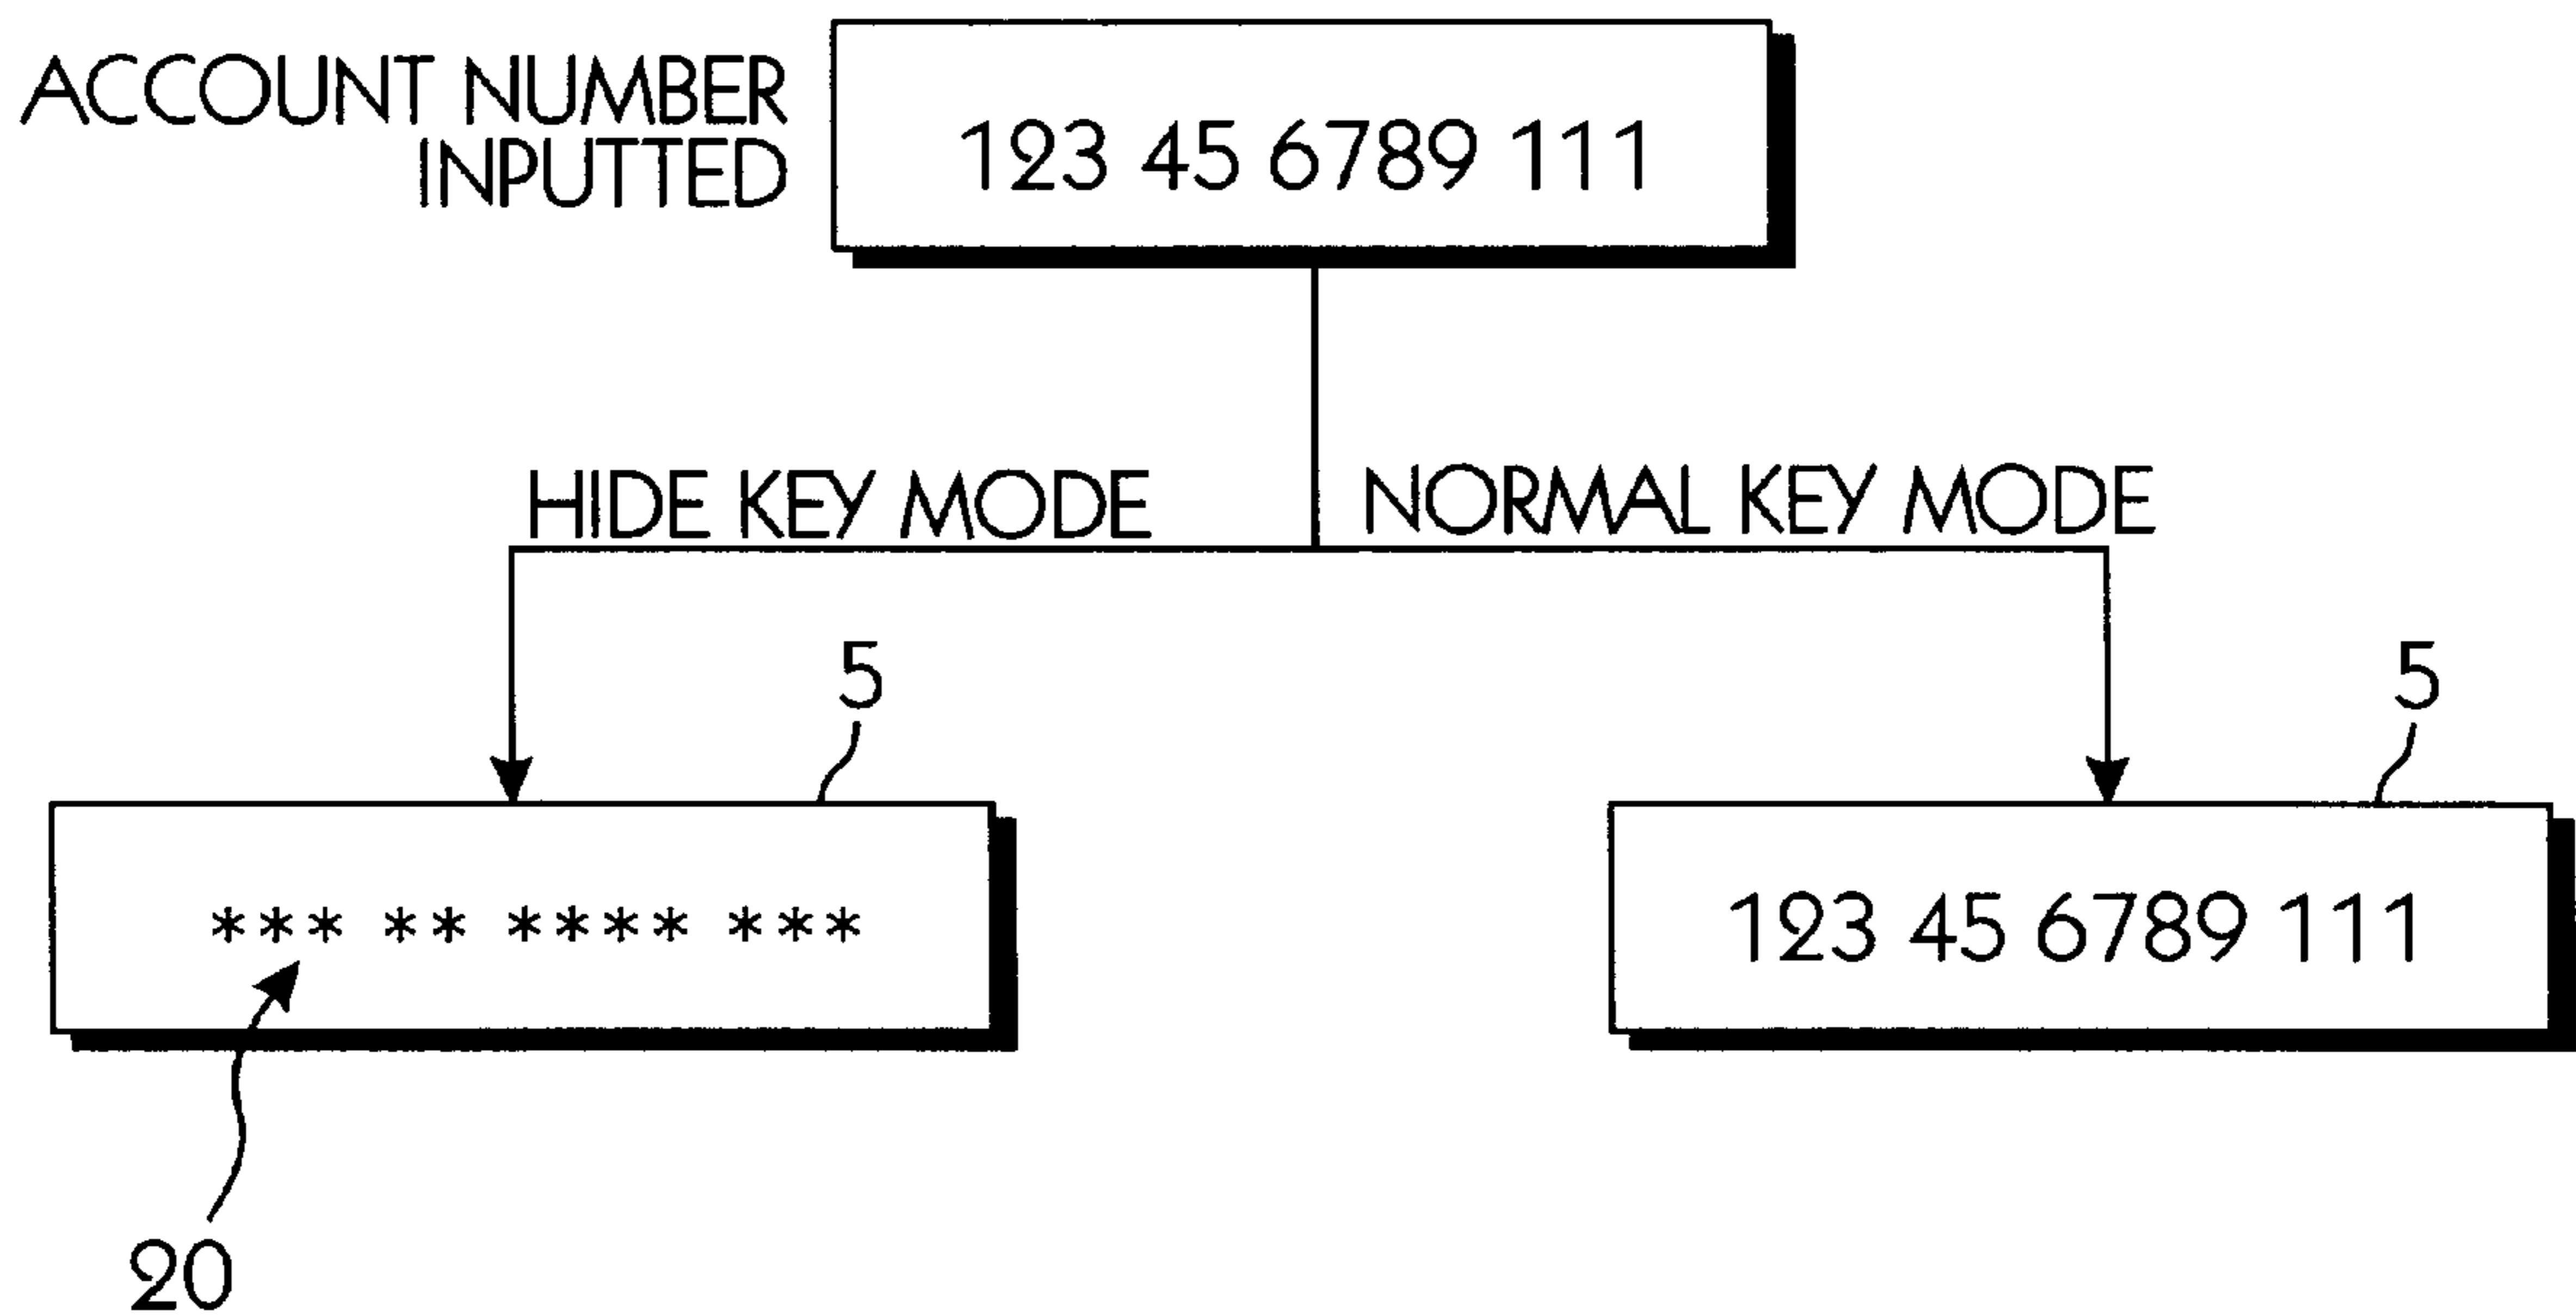 ACCOUNT NUMBER
INPUTTED
123 45 6789 111
HIDE KEY MODE
NORMAL KEY MODE
5
5
*** ** **** ***
123 45 6789 111
20